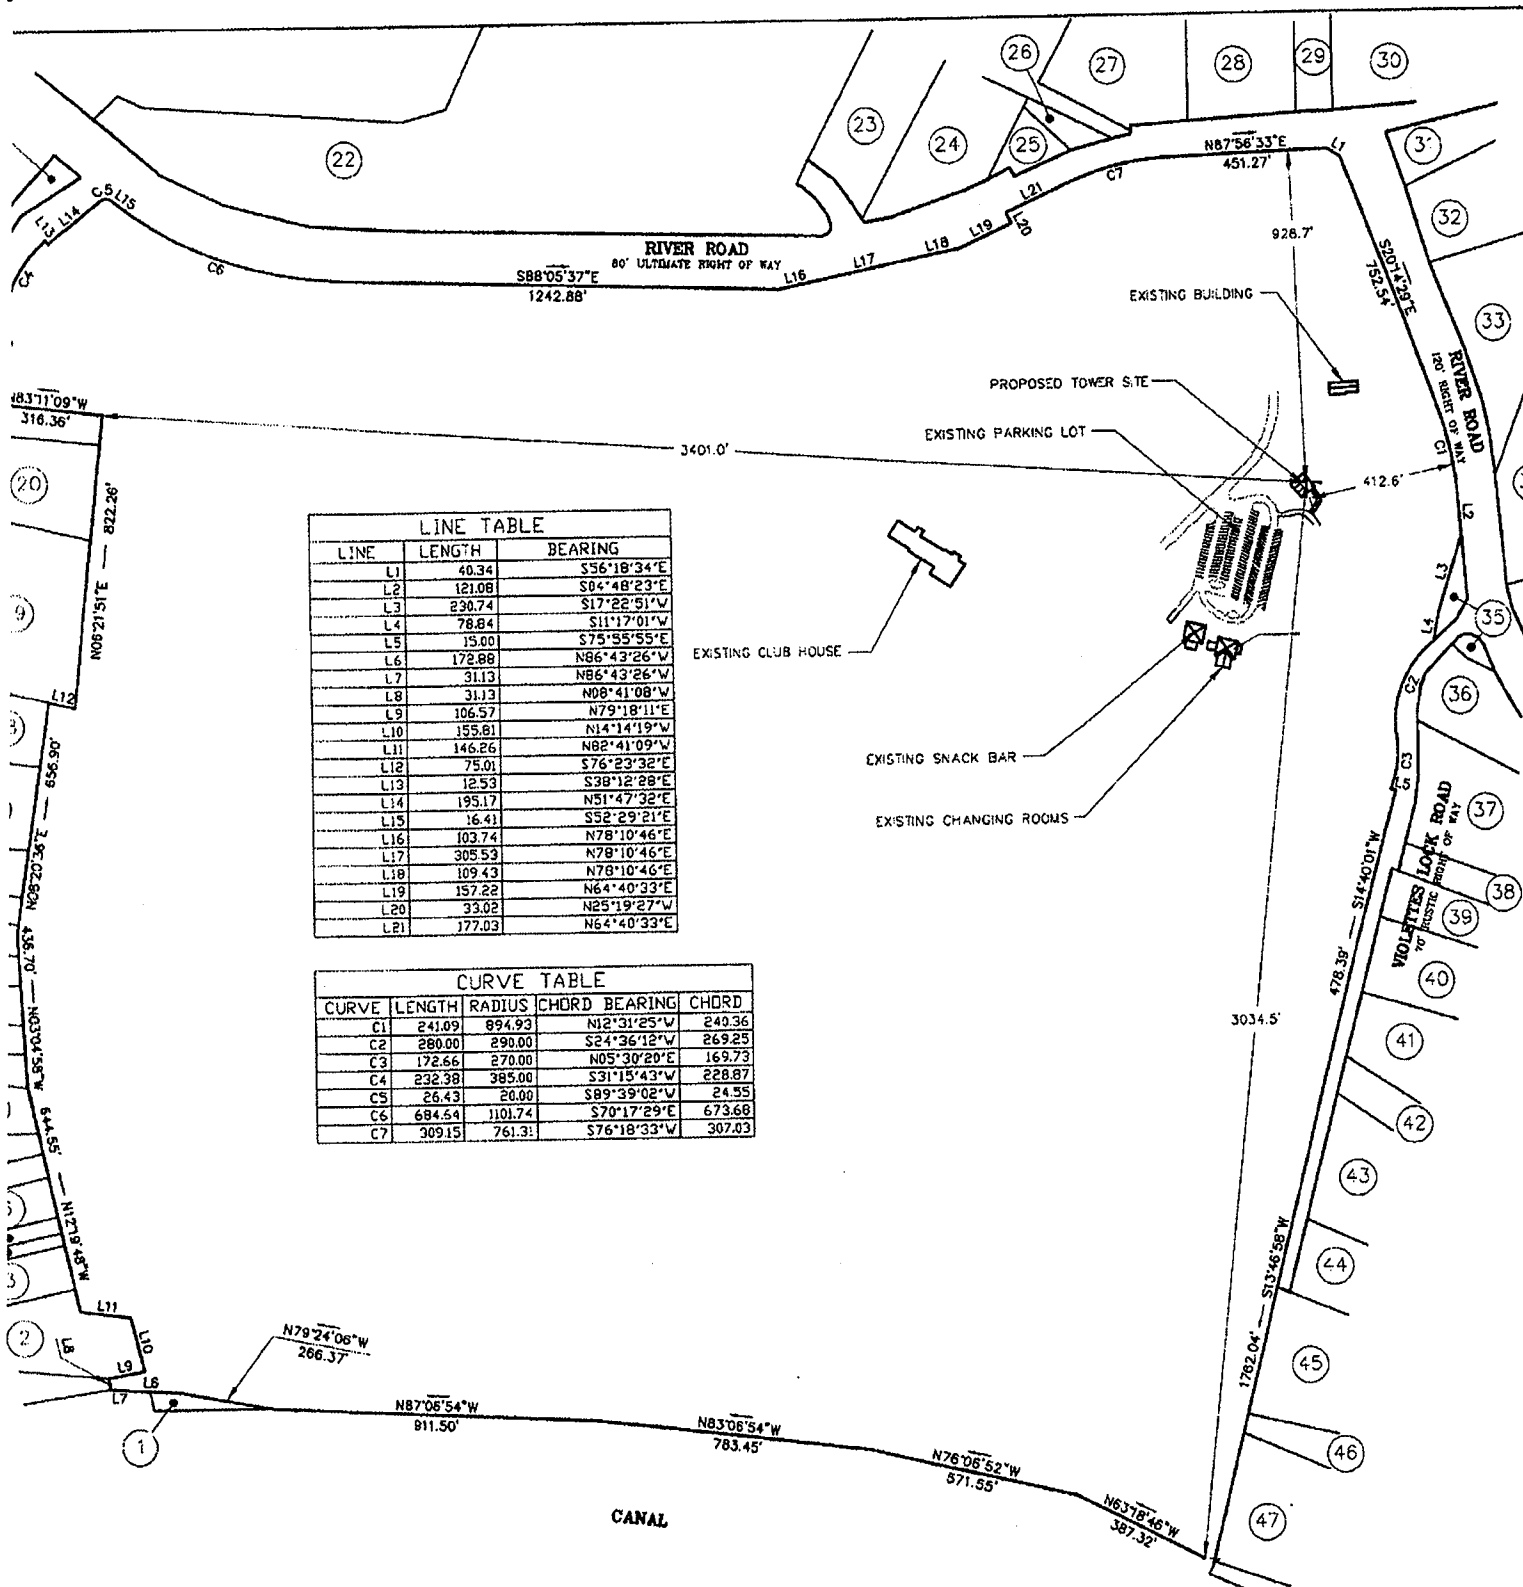 26
27
28
29
30
23
24
25
22
31
32
33
N87°56'33"E
451.27'
L1
C7
L21
L20
L19
L18
L17
L16
C5
L15
L14
L13
C4
C6
RIVER ROAD
80' ULTIMATE RIGHT OF WAY
S88°05'37"E
1242.88'
928.7'
S20°14'29"E
752.54'
EXISTING BUILDING
RIVER ROAD
120' RIGHT OF WAY
PROPOSED TOWER SITE
EXISTING PARKING LOT
N83°11'09"W
316.36'
3401.0'
C1
412.6'
L2
20
N06°21'51"E
822.26'
L12
LINE TABLE
LINE LENGTH BEARING
L1 40.34 S56°18'34"E
L2 121.08 S04°48'23"E
L3 230.74 S17°22'51"W
L4 78.84 S11°17'01"W
L5 15.00 S75°55'55"E
L6 172.88 N86°43'26"W
L7 31.13 N86°43'26"W
L8 31.13 N08°41'08"W
L9 106.57 N79°18'11"E
L10 155.81 N14°14'19"W
L11 146.26 N82°41'09"W
L12 75.01 S76°23'32"E
L13 12.53 S38°12'28"E
L14 195.17 N51°47'32"E
L15 16.41 S52°29'21"E
L16 103.74 N78°10'46"E
L17 305.53 N78°10'46"E
L18 109.43 N78°10'46"E
L19 157.22 N64°40'33"E
L20 33.02 N25°19'27"W
L21 177.03 N64°40'33"E
L3
L4
35
EXISTING CLUB HOUSE
C2
36
EXISTING SNACK BAR
EXISTING CHANGING ROOMS
C3
L5
37
38
39
40
VIOLETTES LOCK ROAD
70' RUSTIC RIGHT OF WAY
S14°40'01"W
478.39'
N08°20'36"E
656.90'
436.70'
N03°04'58"W
644.55'
N12°19'48"W
CURVE TABLE
CURVE LENGTH RADIUS CHORD BEARING CHORD
C1 241.09 894.93 N12°31'25"W 240.36
C2 280.00 290.00 S24°36'12"W 269.25
C3 172.66 270.00 N05°30'20"E 169.73
C4 232.38 385.00 S31°15'43"W 228.87
C5 26.43 20.00 S89°39'02"W 24.55
C6 684.64 1101.74 S70°17'29"E 673.68
C7 309.15 761.31 S76°18'33"W 307.03
3034.5'
41
42
43
44
45
46
47
S13°46'58"W
1762.04'
2
L11
L10
L8
L9
L6
L7
1
N79°24'06"W
266.37'
N87°06'54"W
911.50'
N83°06'54"W
783.45'
N76°06'52"W
571.55'
N63°18'46"W
387.32'
CANAL